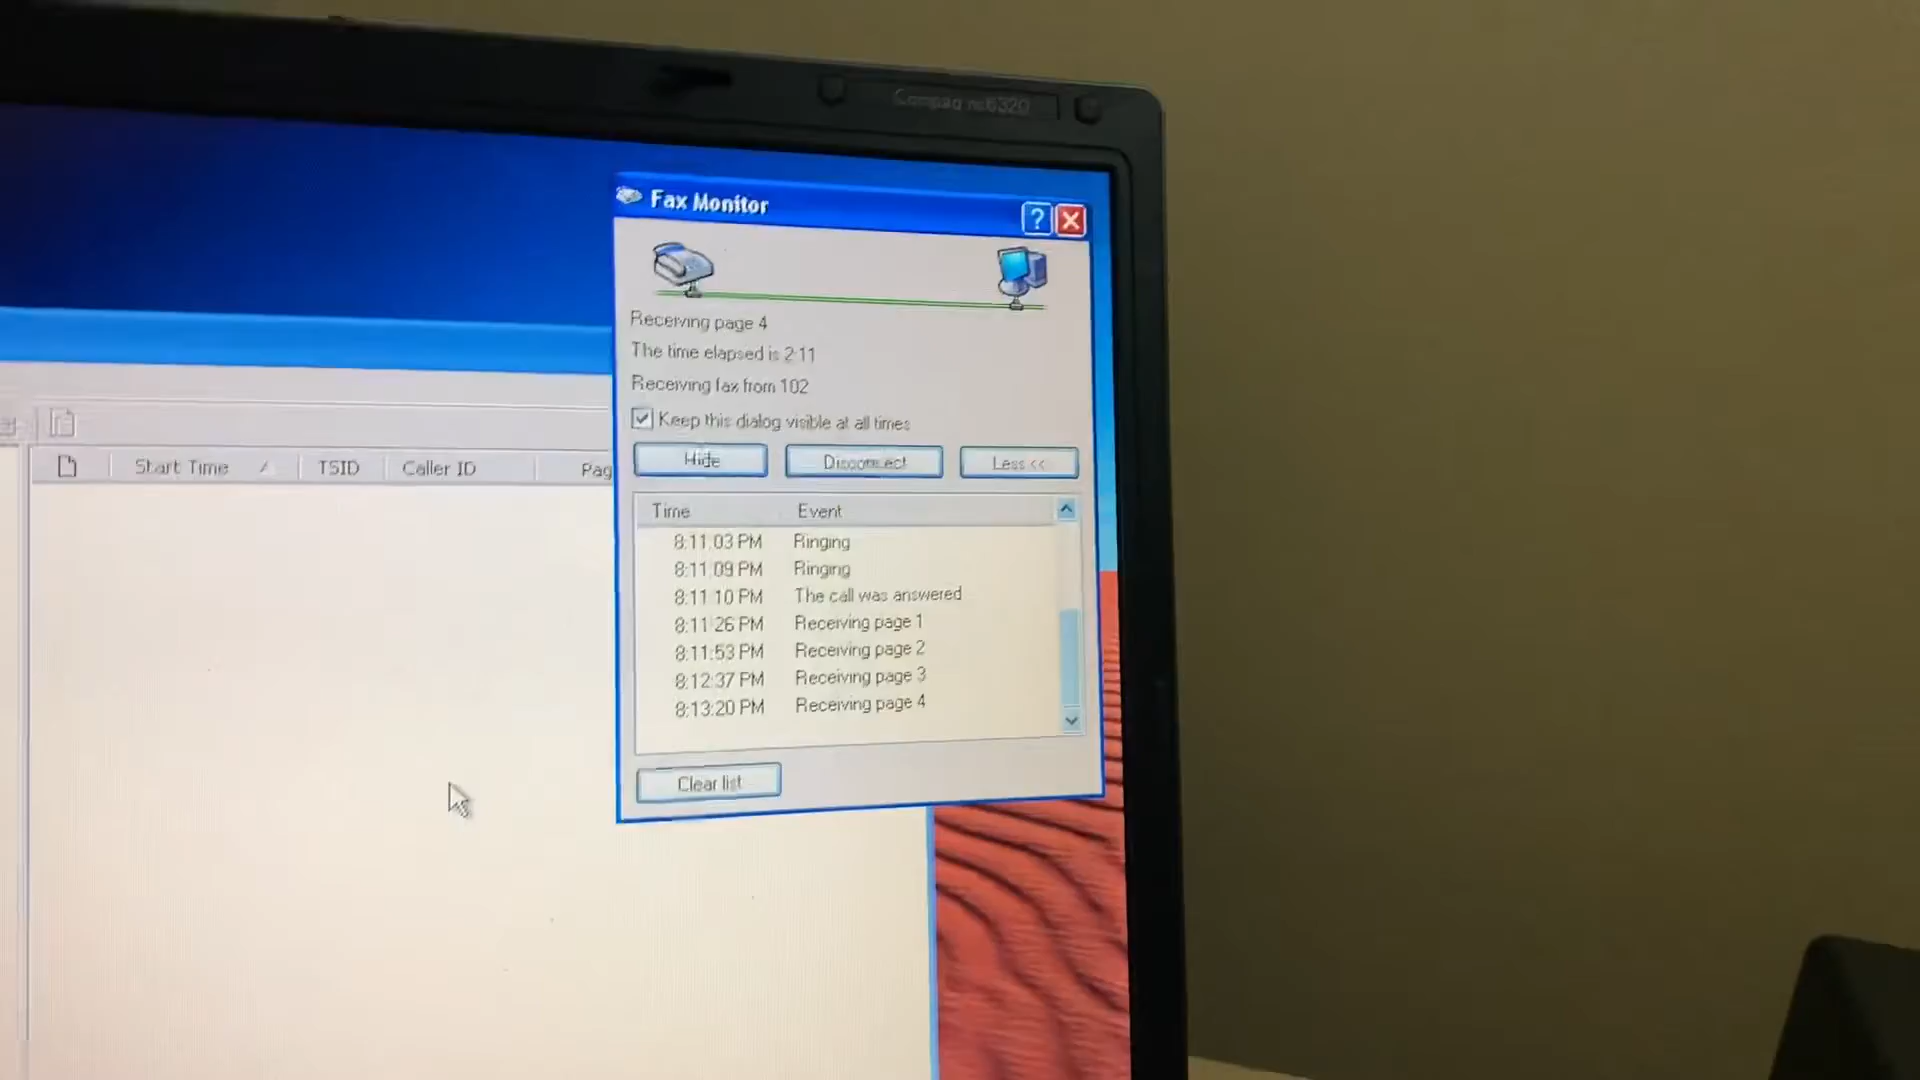 Compaq nc6320
Fax Monitor
?
Receiving page 4
The time elapsed is 2:11
Receiving fax from 102
Keep this dialog visible at all times
Hide Disconnect Less <<
Start Time TSID Caller ID Pag
Time Event
8:11:03 PM Ringing
8:11:09 PM Ringing
8:11:10 PM The call was answered
8:11:26 PM Receiving page 1
8:11:53 PM Receiving page 2
8:12:37 PM Receiving page 3
8:13:20 PM Receiving page 4
Clear list